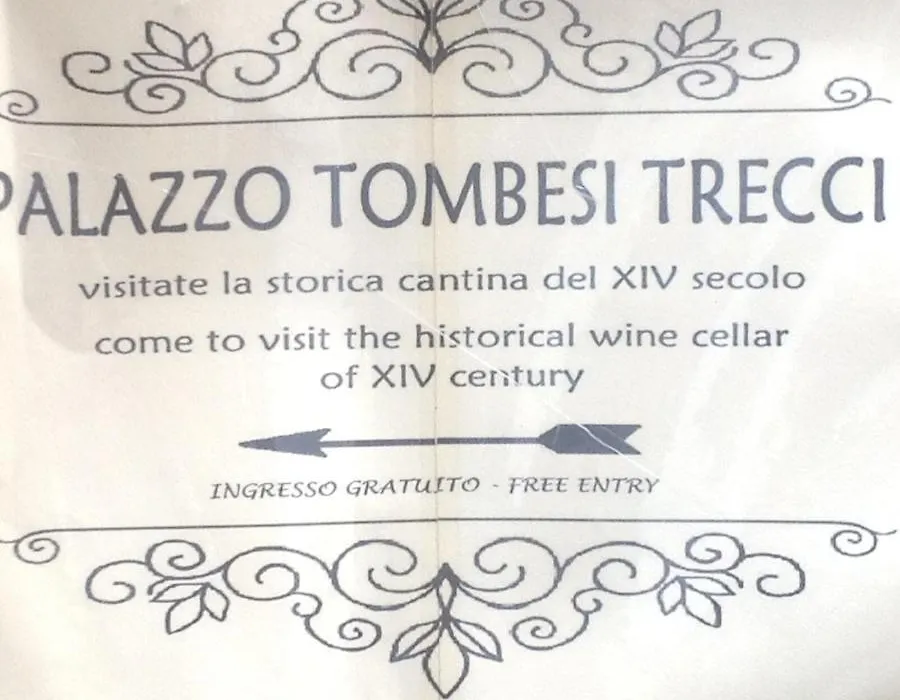 PALAZZO TOMBESI TRECCI
visitate la storica cantina del XIV secolo
come to visit the historical wine cellar
of XIV century
INGRESSO GRATUITO - FREE ENTRY